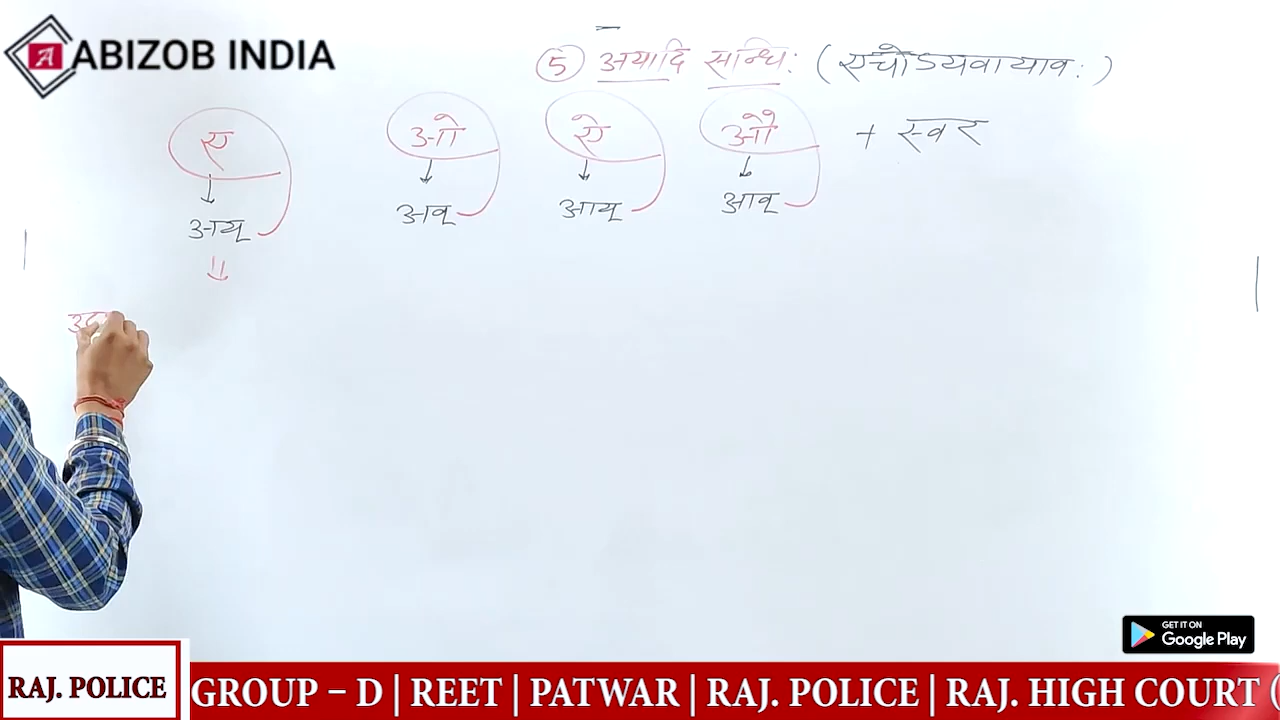 ABIZOB INDIA
5 अयादि सन्धि: (एचोऽयवायाव:)
ए ओ ऐ औ + स्वर
अय् अव् आय् आव्
GET IT ON
Google Play
RAJ. POLICE
GROUP – D | REET | PATWAR | RAJ. POLICE | RAJ. HIGH COURT (